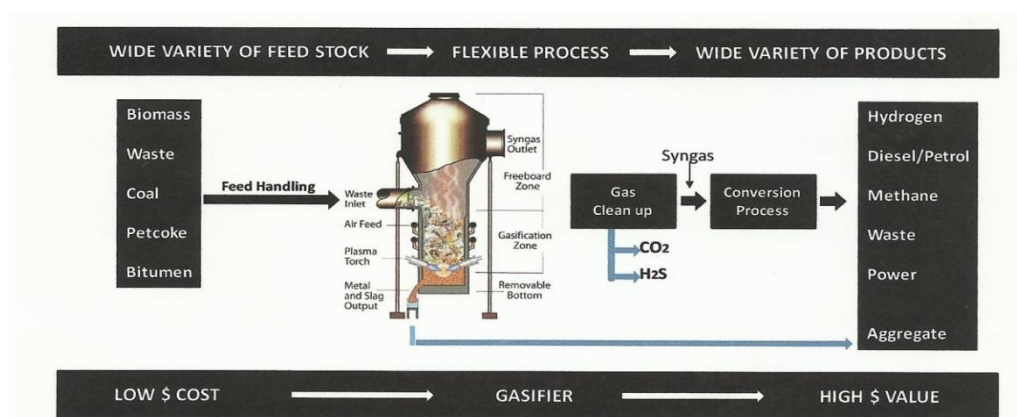 WIDE VARIETY OF FEED STOCK
FLEXIBLE PROCESS
WIDE VARIETY OF PRODUCTS
Biomass
Waste
Coal
Petcoke
Bitumen
Feed Handling
Waste
Inlet
Air Feed
Plasma
Torch
Metal
and Slag
Output
Syngas
Outlet
Freeboard
Zone
Gasification
Zone
Removable
Bottom
Gas
Clean up
CO2
H2S
Syngas
Conversion
Process
Hydrogen
Diesel/Petrol
Methane
Waste
Power
Aggregate
LOW $ COST
GASIFIER
HIGH $ VALUE